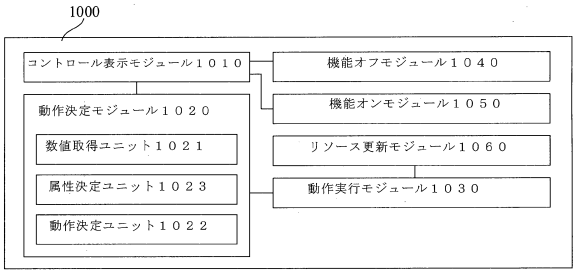 1000
コントロール表示モジュール1010
機能オフモジュール1040
動作決定モジュール1020
機能オンモジュール1050
数値取得ユニット1021
リソース更新モジュール1060
属性決定ユニット1023
動作実行モジュール1030
動作決定ユニット1022